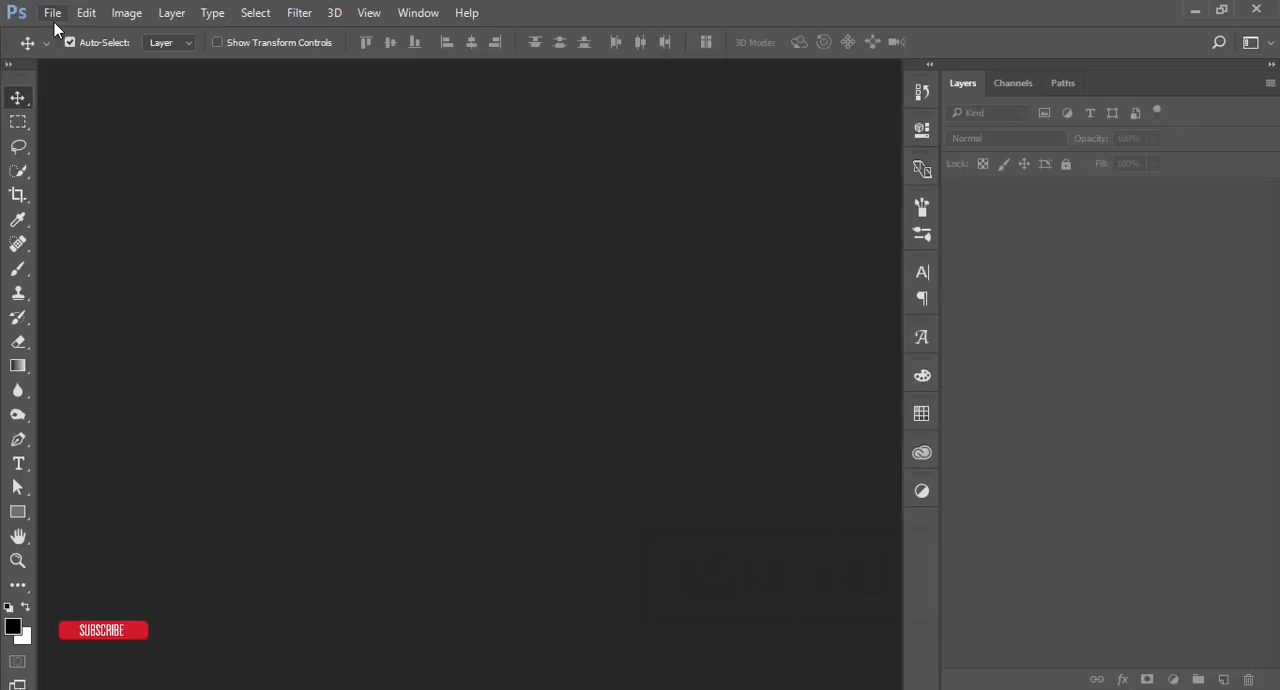 Ps File Edit Image Layer Type Select Filter 3D View Window Help
Auto-Select: Layer Show Transform Controls 3D Mode:
Layers Channels Paths
Kind
Normal Opacity: 100%
Lock: Fill: 100%
SUBSCRIBE